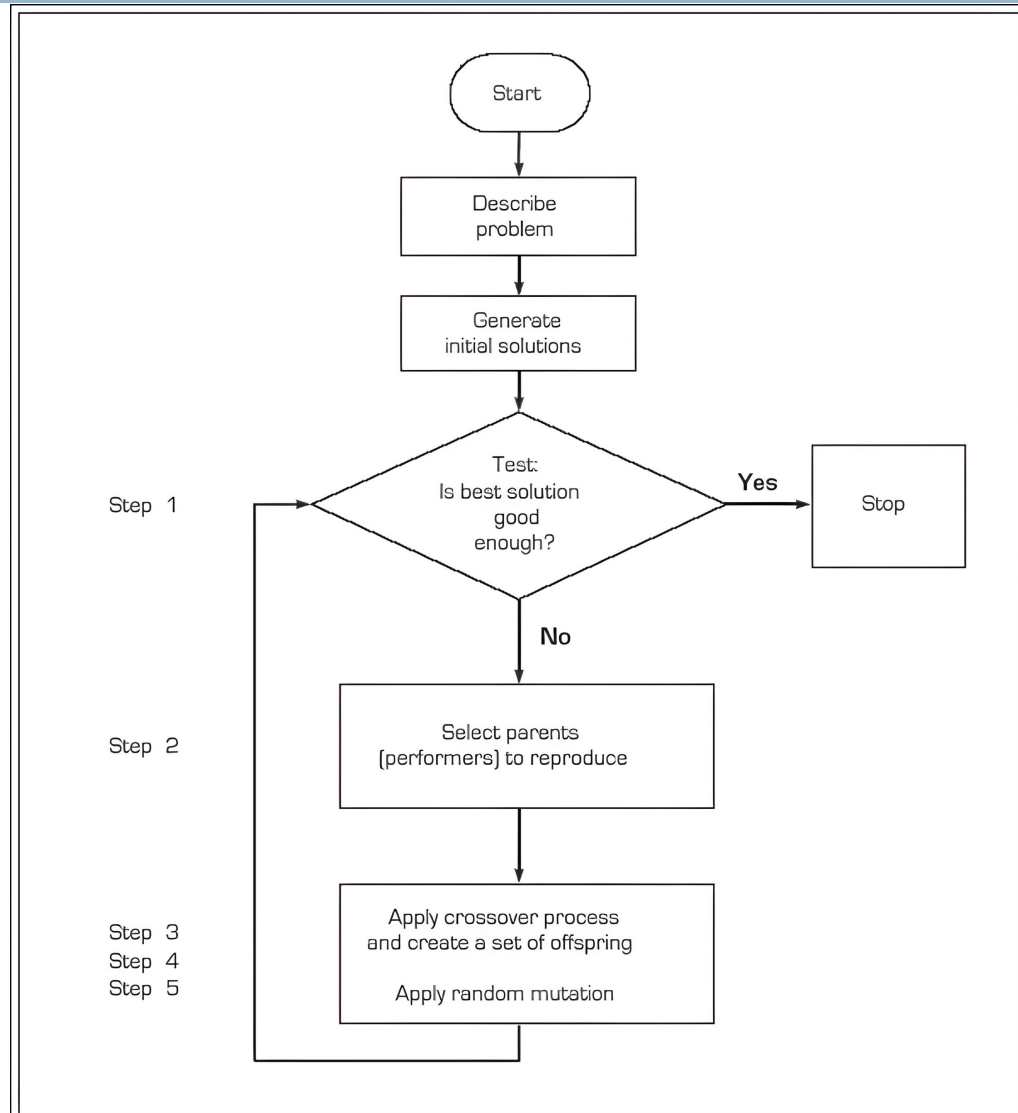 Start
Describe
problem
Generate
initial solutions
Step 1
Test:
Is best solution
good
enough?
Yes
Stop
No
Step 2
Select parents
(performers) to reproduce
Step 3
Step 4
Step 5
Apply crossover process
and create a set of offspring
Apply random mutation